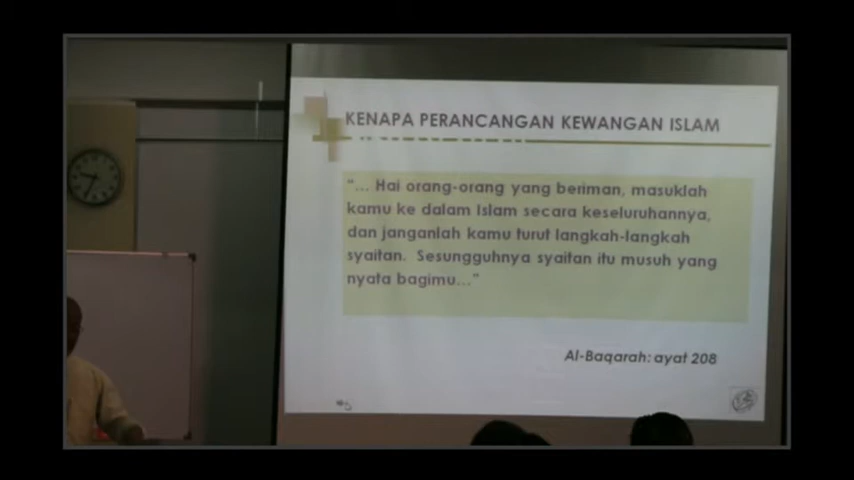 KENAPA PERANCANGAN KEWANGAN ISLAM
"... Hai orang-orang yang beriman, masuklah
kamu ke dalam Islam secara keseluruhannya,
dan janganlah kamu turut langkah-langkah
syaitan. Sesungguhnya syaitan itu musuh yang
nyata bagimu..."
Al-Baqarah: ayat 208